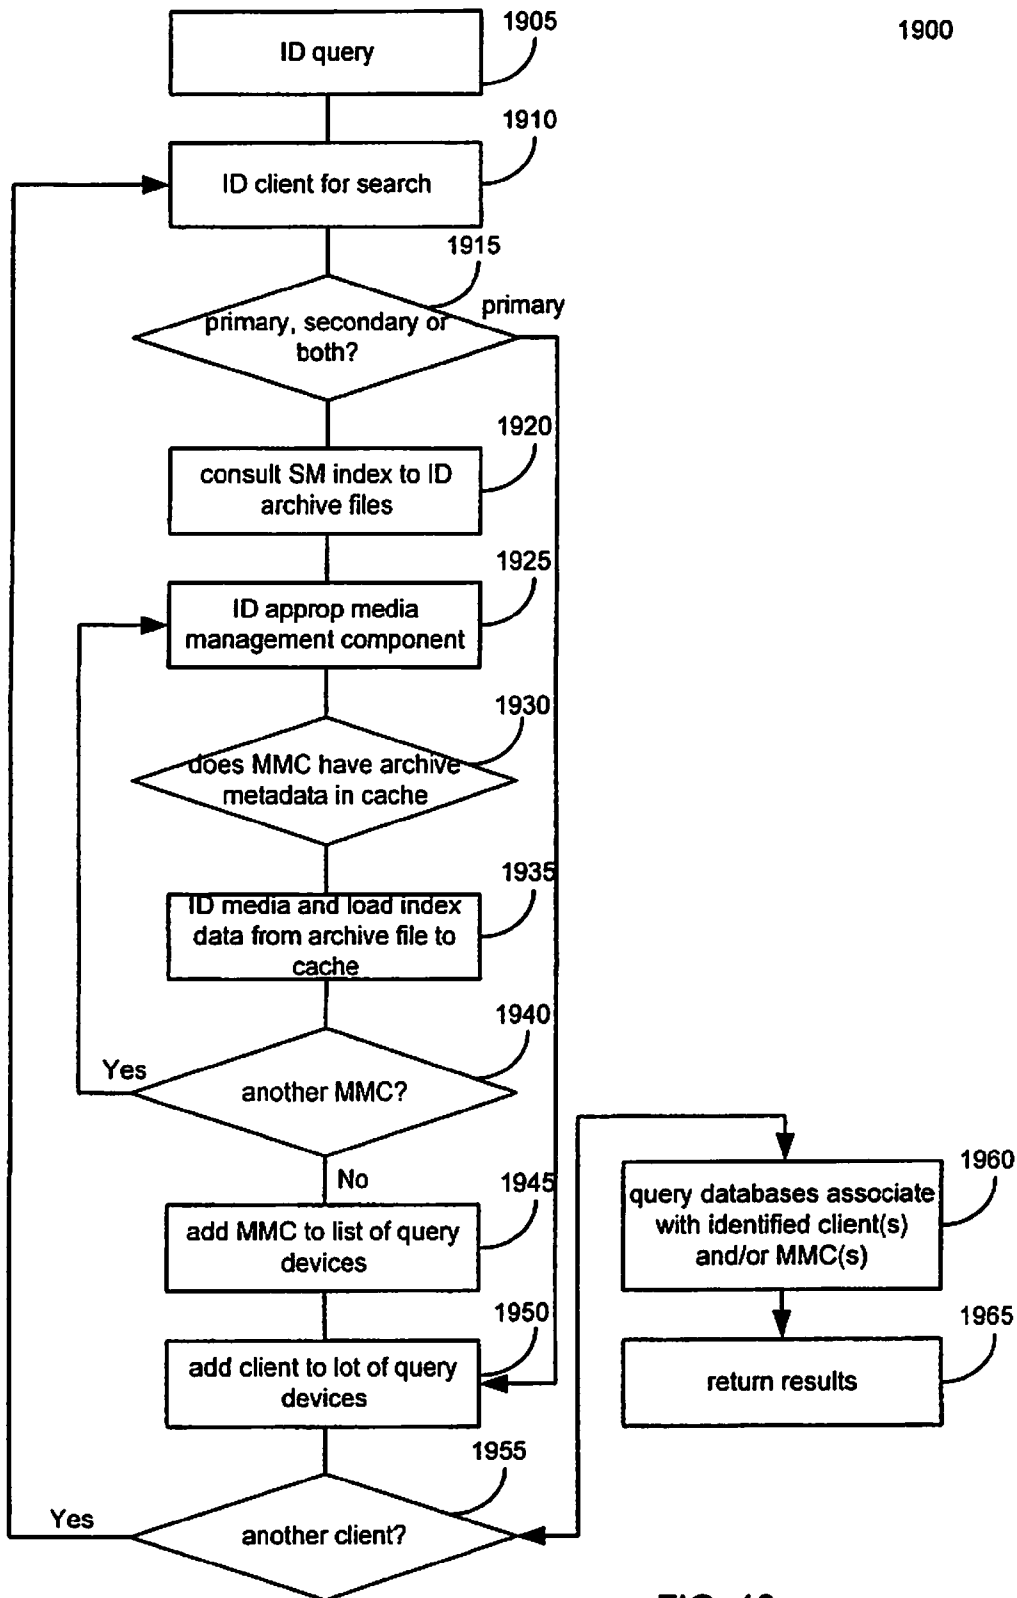 1900
1905
ID query
1910
ID client for search
1915
primary
primary, secondary or
both?
1920
consult SM index to ID
archive files
1925
ID approp media
management component
1930
does MMC have archive
metadata in cache
1935
ID media and load index
data from archive file to
cache
1940
Yes
another MMC?
No
1945
add MMC to list of query
devices
1950
add client to lot of query
devices
1955
Yes
another client?
1960
query databases associate
with identified client(s)
and/or MMC(s)
1965
return results